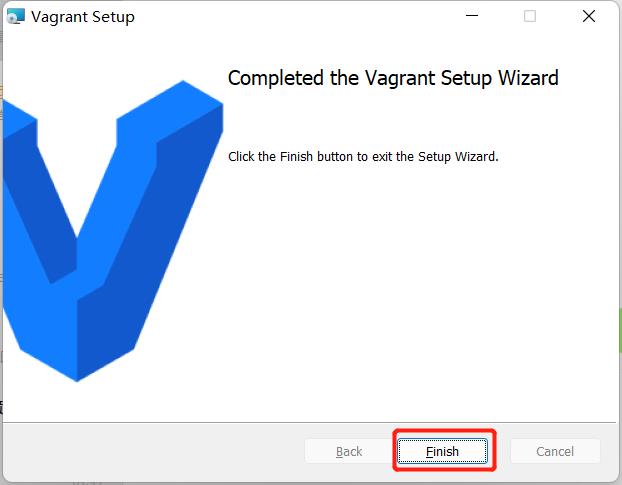 Vagrant Setup
Completed the Vagrant Setup Wizard
Click the Finish button to exit the Setup Wizard.
Back
Finish
Cancel